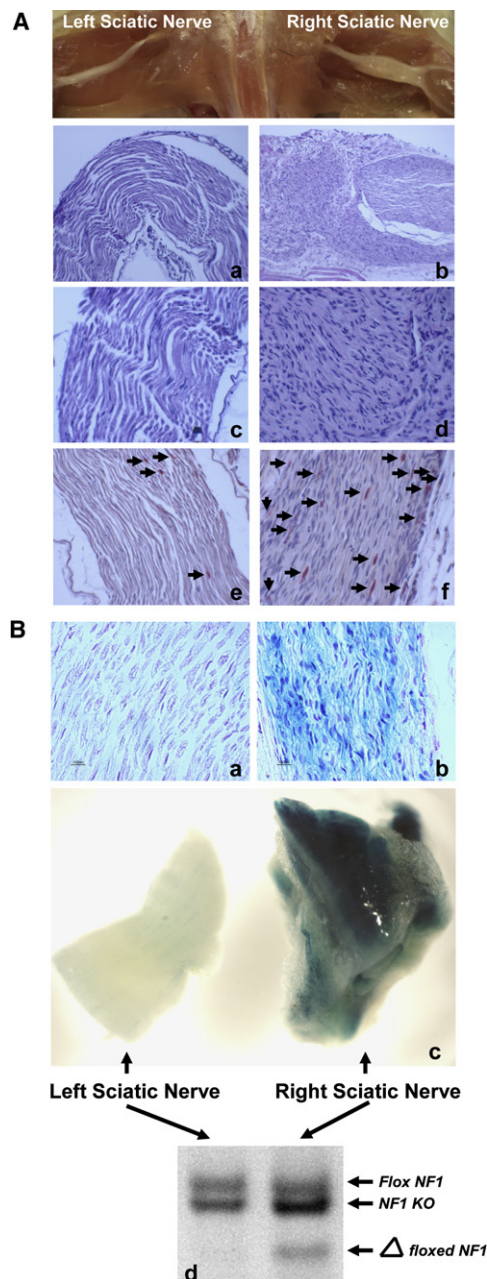 A
Left Sciatic Nerve Right Sciatic Nerve
a b
c d
e f
B
a b
c
Left Sciatic Nerve Right Sciatic Nerve
Flox NF1
NF1 KO
Δ floxed NF1
d